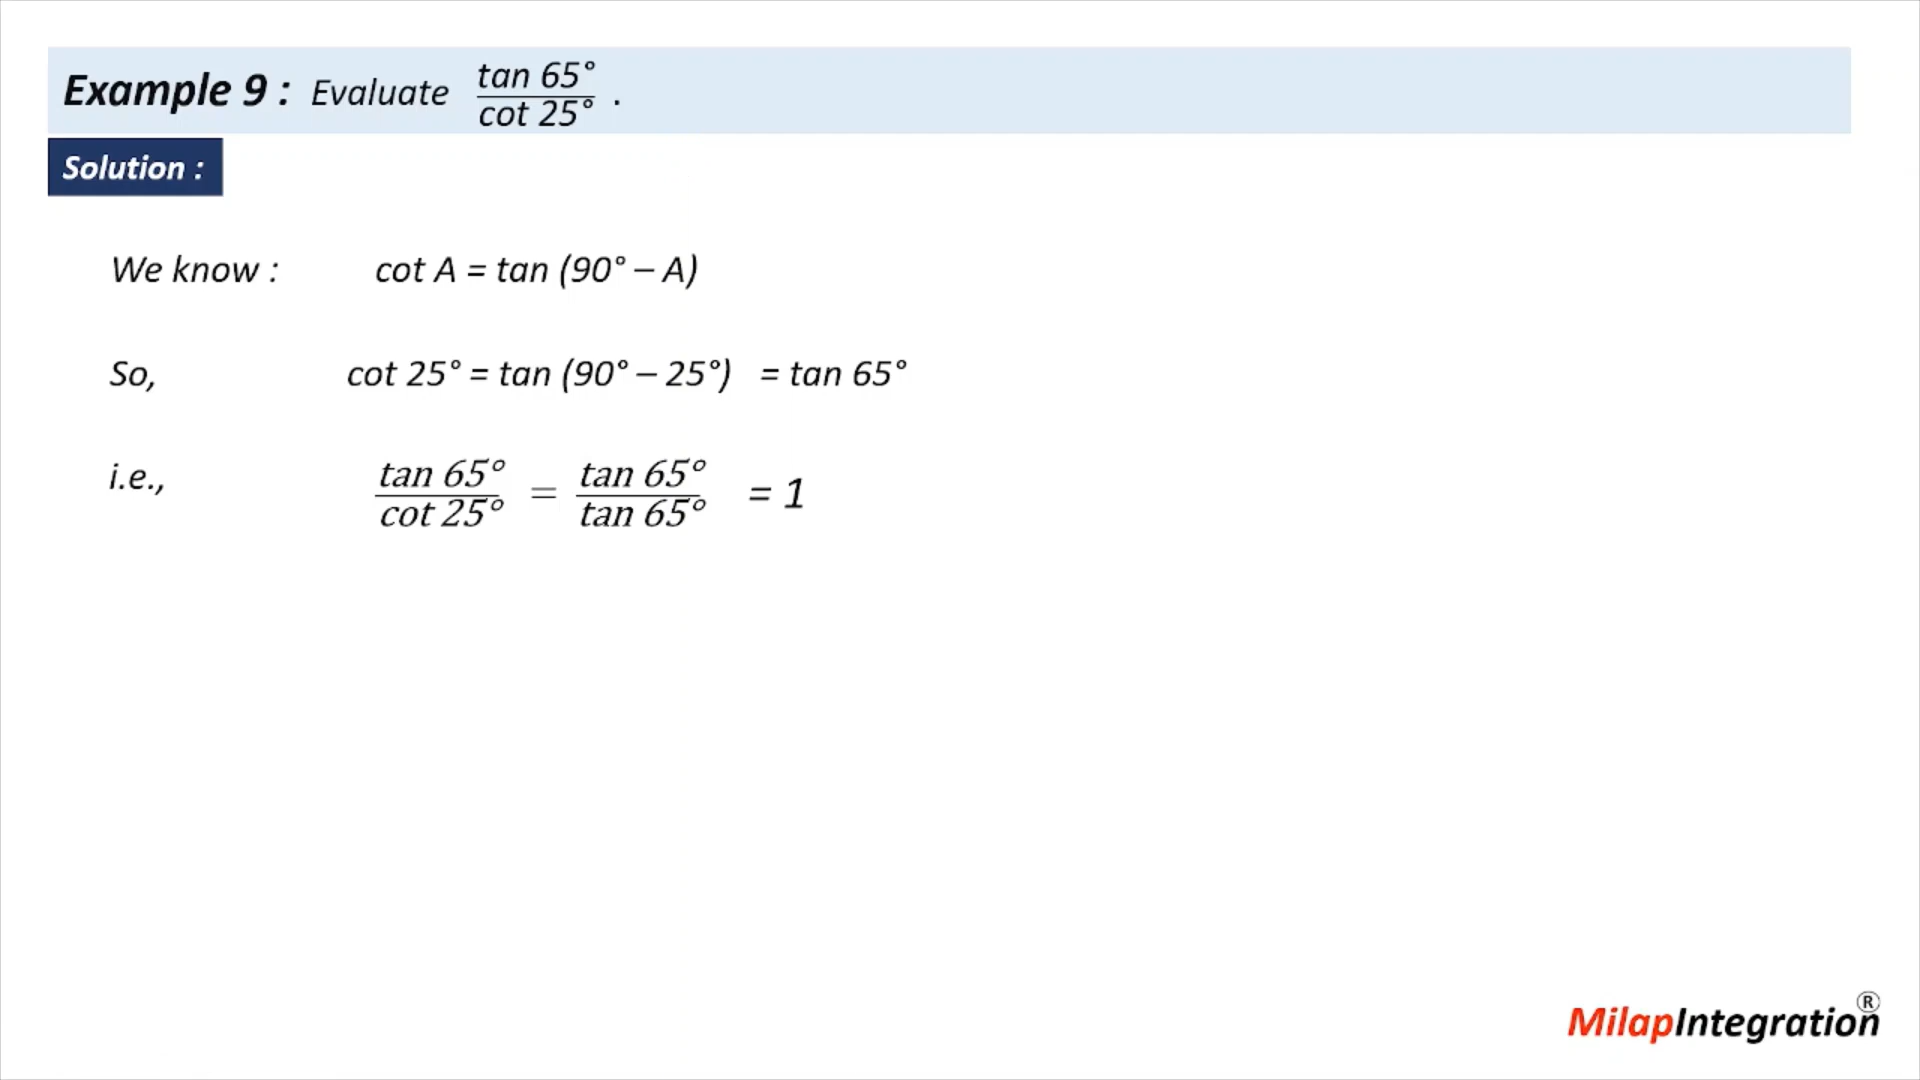 Example 9 : Evaluate tan 65° / cot 25° .
Solution :
We know : cot A = tan (90° – A)
So, cot 25° = tan (90° – 25°) = tan 65°
i.e., tan 65° / cot 25° = tan 65° / tan 65° = 1
MilapIntegration®